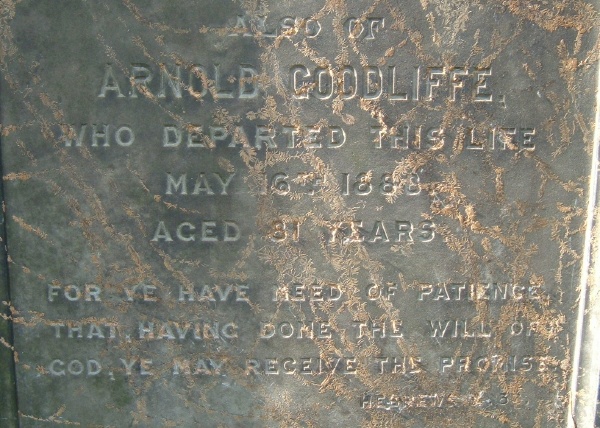 ALSO OF
ARNOLD GOODLIFFE,
WHO DEPARTED THIS LIFE
MAY 16TH 1888,
AGED 81 YEARS.
FOR YE HAVE NEED OF PATIENCE,
THAT, HAVING DONE THE WILL OF
GOD, YE MAY RECEIVE THE PROMISE.
HEBREWS